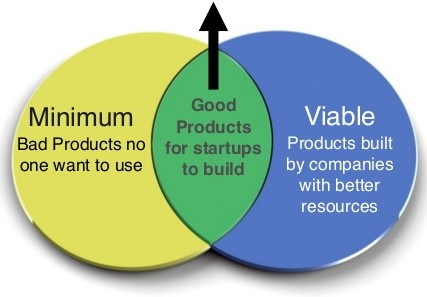 Minimum
Bad Products no
one want to use
Good
Products
for startups
to build
Viable
Products built
by companies
with better
resources